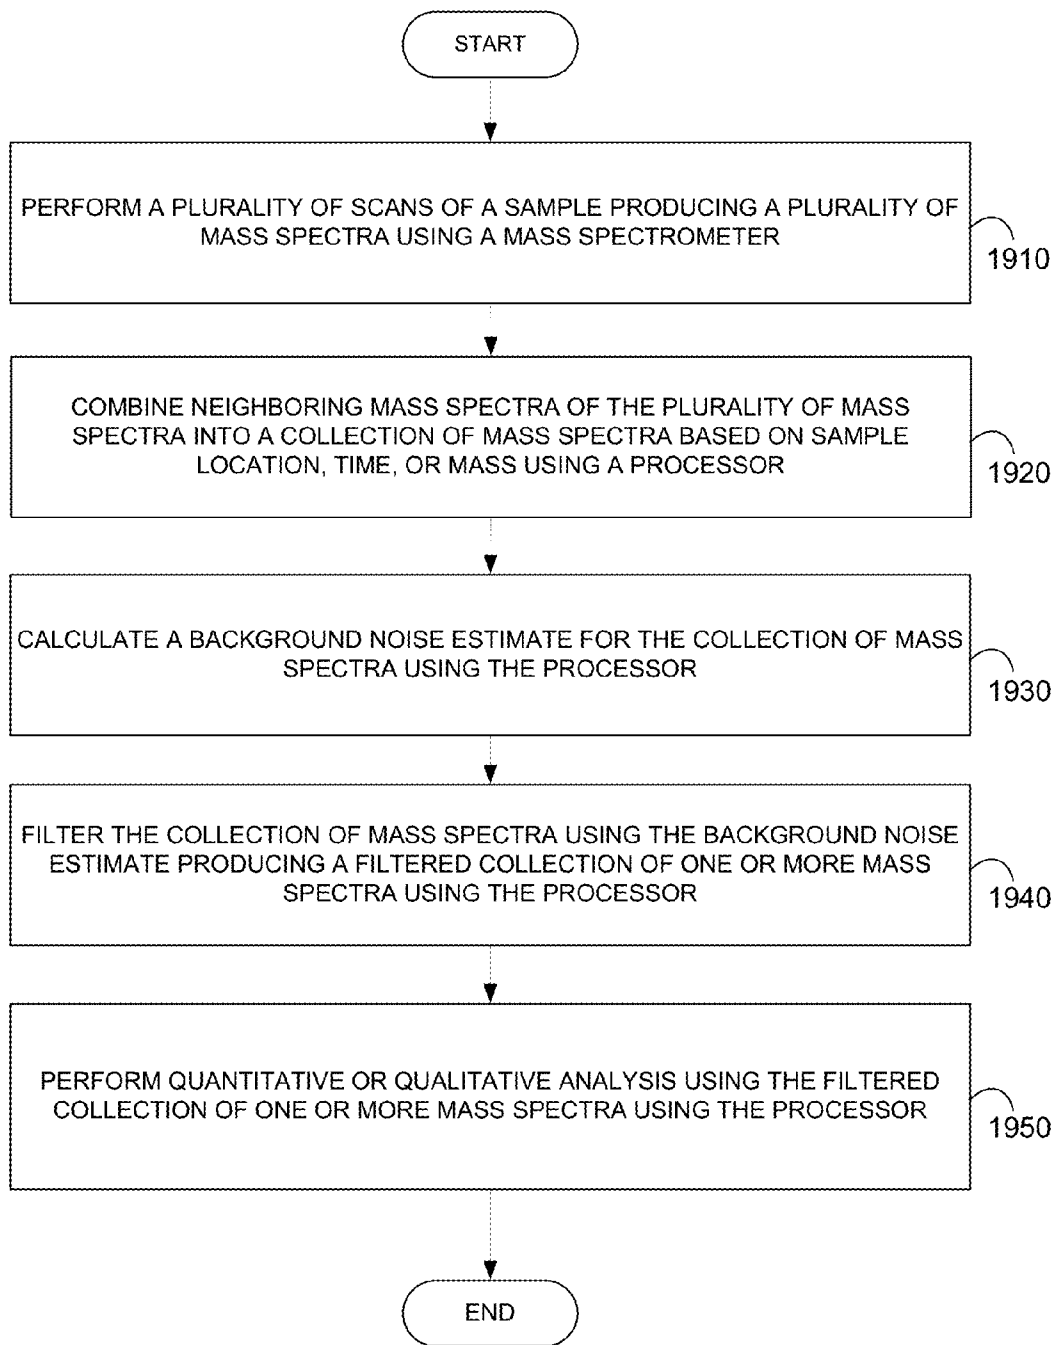 START
PERFORM A PLURALITY OF SCANS OF A SAMPLE PRODUCING A PLURALITY OF
MASS SPECTRA USING A MASS SPECTROMETER
1910
COMBINE NEIGHBORING MASS SPECTRA OF THE PLURALITY OF MASS
SPECTRA INTO A COLLECTION OF MASS SPECTRA BASED ON SAMPLE
LOCATION, TIME, OR MASS USING A PROCESSOR
1920
CALCULATE A BACKGROUND NOISE ESTIMATE FOR THE COLLECTION OF MASS
SPECTRA USING THE PROCESSOR
1930
FILTER THE COLLECTION OF MASS SPECTRA USING THE BACKGROUND NOISE
ESTIMATE PRODUCING A FILTERED COLLECTION OF ONE OR MORE MASS
SPECTRA USING THE PROCESSOR
1940
PERFORM QUANTITATIVE OR QUALITATIVE ANALYSIS USING THE FILTERED
COLLECTION OF ONE OR MORE MASS SPECTRA USING THE PROCESSOR
1950
END